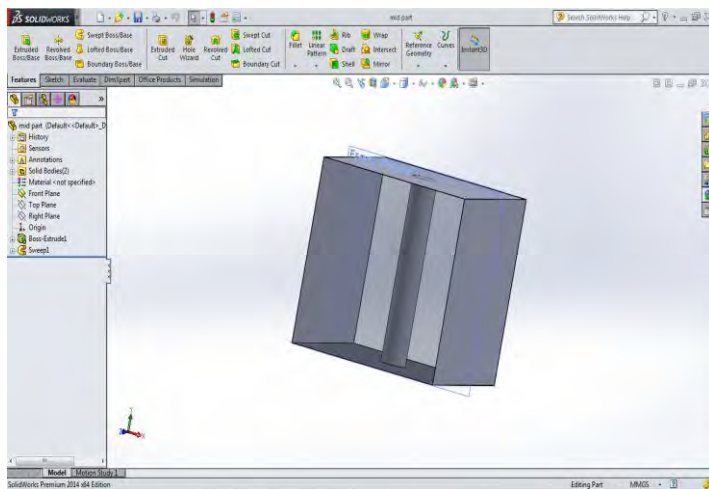 SOLIDWORKS
mid part
Search SolidWorks Help
Extruded Boss/Base
Revolved Boss/Base
Swept Boss/Base
Lofted Boss/Base
Boundary Boss/Base
Extruded Cut
Hole Wizard
Revolved Cut
Swept Cut
Lofted Cut
Boundary Cut
Fillet
Linear Pattern
Rib
Draft
Shell
Wrap
Intersect
Mirror
Reference Geometry
Curves
Instant3D
Features
Sketch
Evaluate
DimXpert
Office Products
Simulation
mid part (Default<<Default>_D
History
Sensors
Annotations
Solid Bodies(2)
Material <not specified>
Front Plane
Top Plane
Right Plane
Origin
Boss-Extrude1
Sweep1
Model
Motion Study 1
SolidWorks Premium 2014 x64 Edition
Editing Part
MMGS